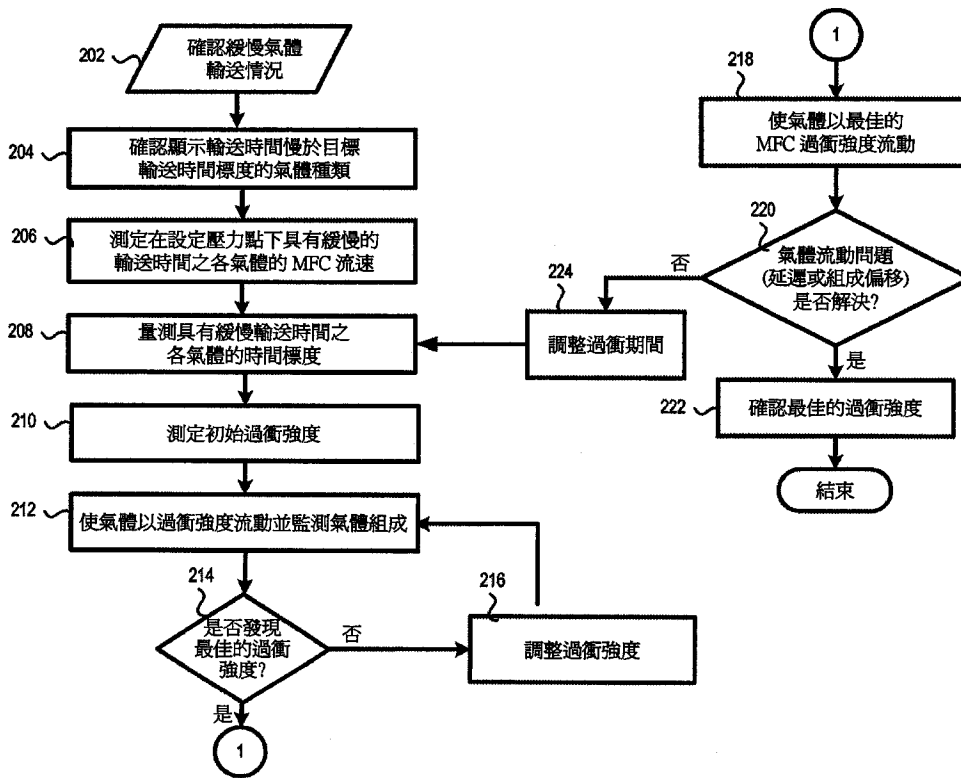 202
確認緩慢氣體
輸送情況
204
確認顯示輸送時間慢於目標
輸送時間標度的氣體種類
206
測定在設定壓力點下具有緩慢的
輸送時間之各氣體的 MFC 流速
208
量測具有緩慢輸送時間之
各氣體的時間標度
210
測定初始過衝強度
212
使氣體以過衝強度流動並監測氣體組成
214
是否發現
最佳的過衝
強度?
否
216
調整過衝強度
是
1
1
218
使氣體以最佳的
MFC 過衝強度流動
220
氣體流動問題
(延遲或組成偏移)
是否解決?
否
224
調整過衝期間
是
222
確認最佳的過衝強度
結束